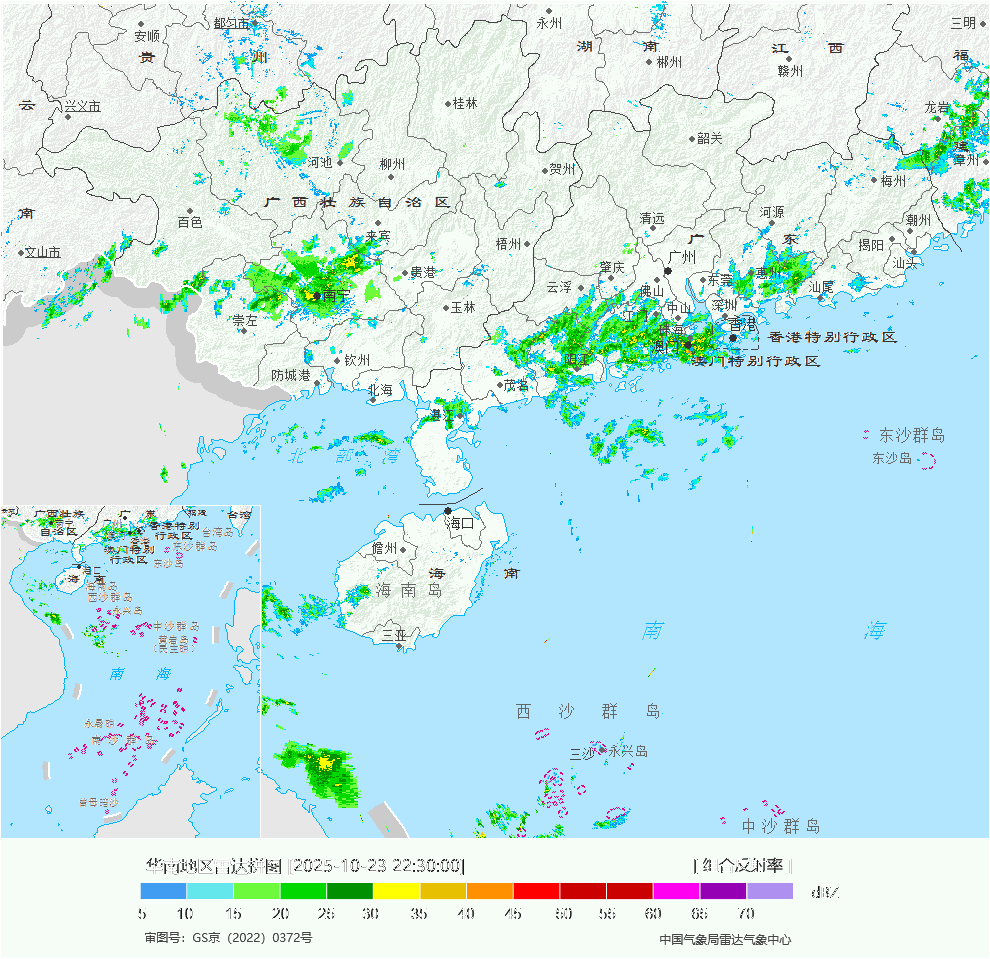 都匀市
永州
三明
安顺
贵
州
湖
南
江
西
福
郴州
赣州
云
兴义市
桂林
龙岩
韶关
建
漳州
河池
柳州
贺州
梅州
广西壮族自治区
南
百色
来宾
清远
河源
潮州
文山市
梧州
广
东
揭阳
广州
汕头
贵港
肇庆
惠州
云浮
佛山
东莞
汕尾
南宁
玉林
江门
中山
深圳
崇左
珠海
香港
香港特别行政区
澳门
澳门特别行政区
钦州
阳江
防城港
茂名
北海
湛江
东沙群岛
北部湾
东沙岛
海口
儋州
海
南
海南岛
三亚
南
海
西沙群岛
三沙
永兴岛
中沙群岛
广西壮族
自治区
广
东
台湾
香港特别
行政区
澳门特别
行政区
台湾岛
东沙群岛
东沙岛
海口
海
南
海南岛
西沙群岛
永兴岛
中沙群岛
黄岩岛
南
海
永暑礁
南沙群岛
曾母暗沙
华南地区雷达拼图 [2025-10-23 22:30:00]
[ 组合反射率 ]
5 10 15 20 25 30 35 40 45 50 55 60 65 70
dBZ
审图号：GS京（2022）0372号
中国气象局雷达气象中心